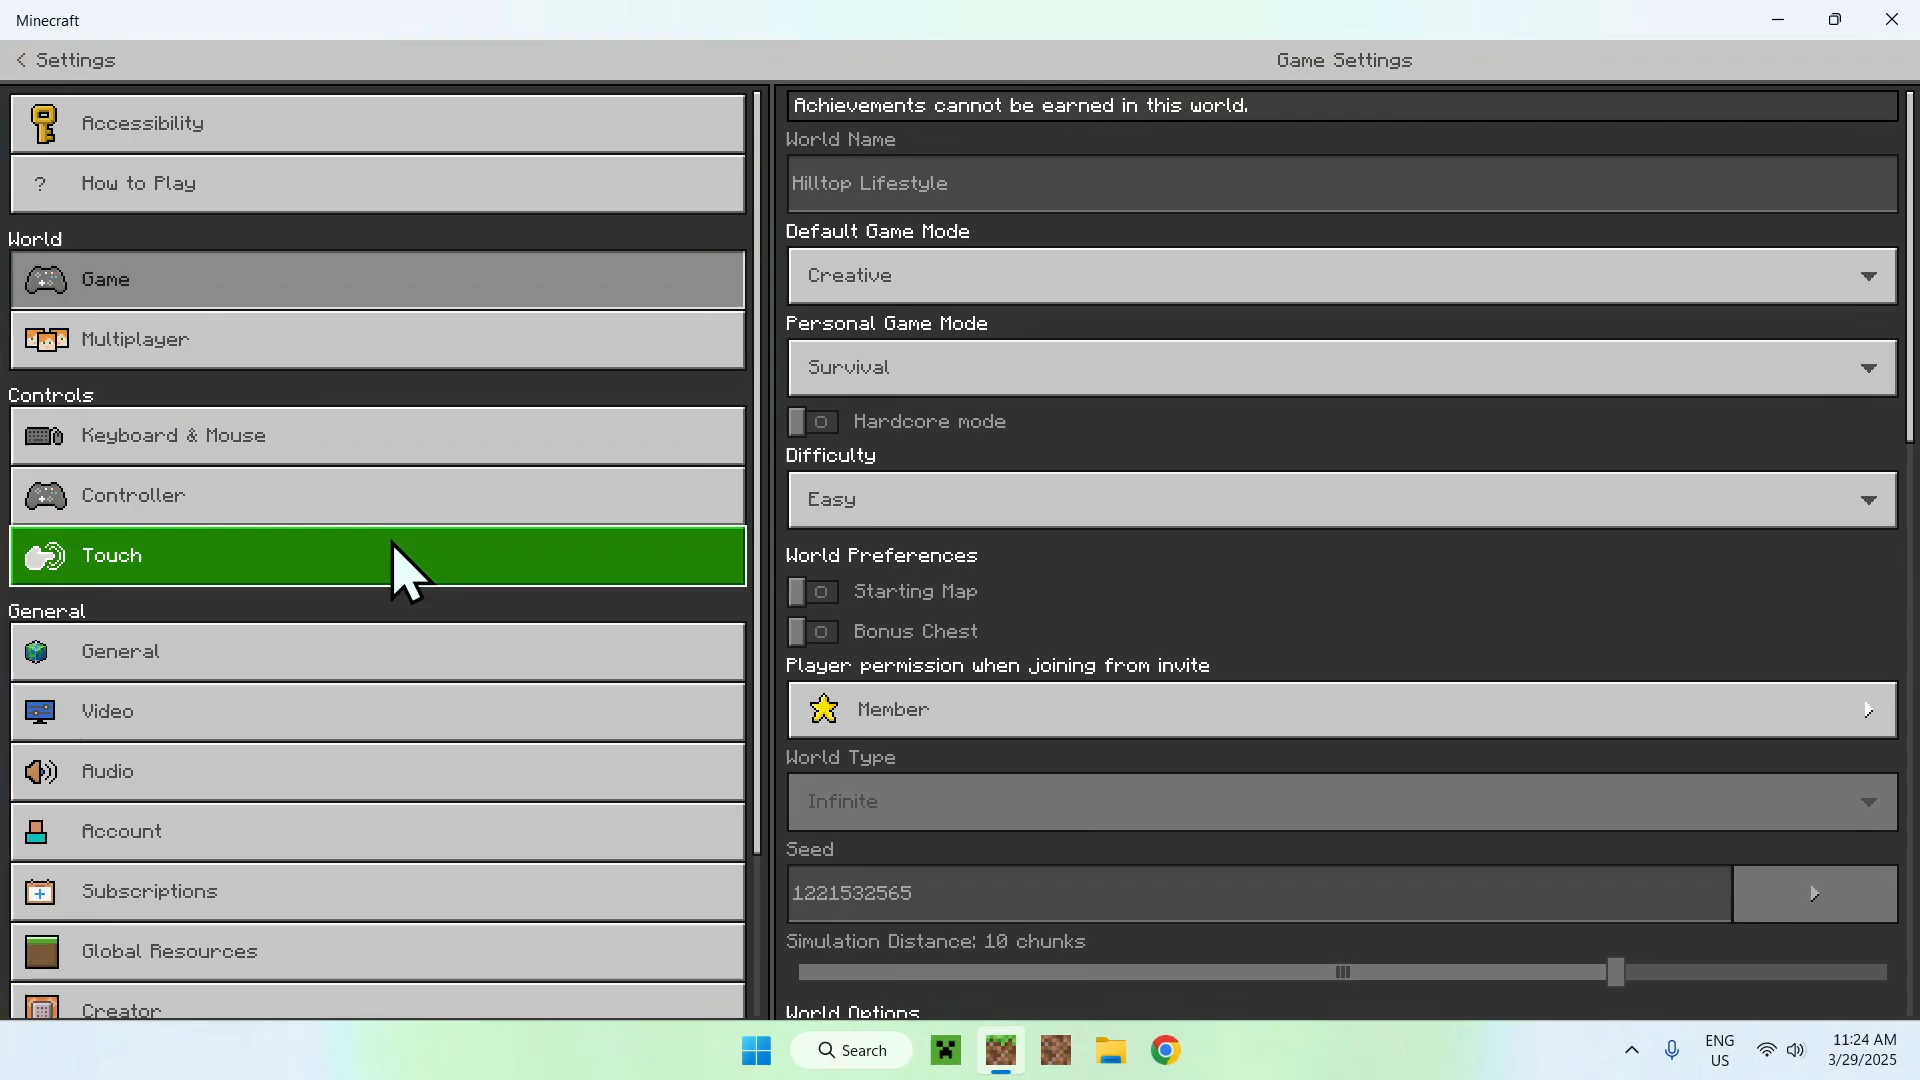 Minecraft
Settings
Game Settings
Accessibility
? How to Play
World
Game
Multiplayer
Controls
Keyboard & Mouse
Controller
Touch
General
General
Video
Audio
Account
Subscriptions
Global Resources
Creator
Achievements cannot be earned in this world.
World Name
Hilltop Lifestyle
Default Game Mode
Creative
Personal Game Mode
Survival
Hardcore mode
Difficulty
Easy
World Preferences
Starting Map
Bonus Chest
Player permission when joining from invite
Member
World Type
Infinite
Seed
1221532565
Simulation Distance: 10 chunks
World Options
Search
ENG
US
11:24 AM
3/29/2025